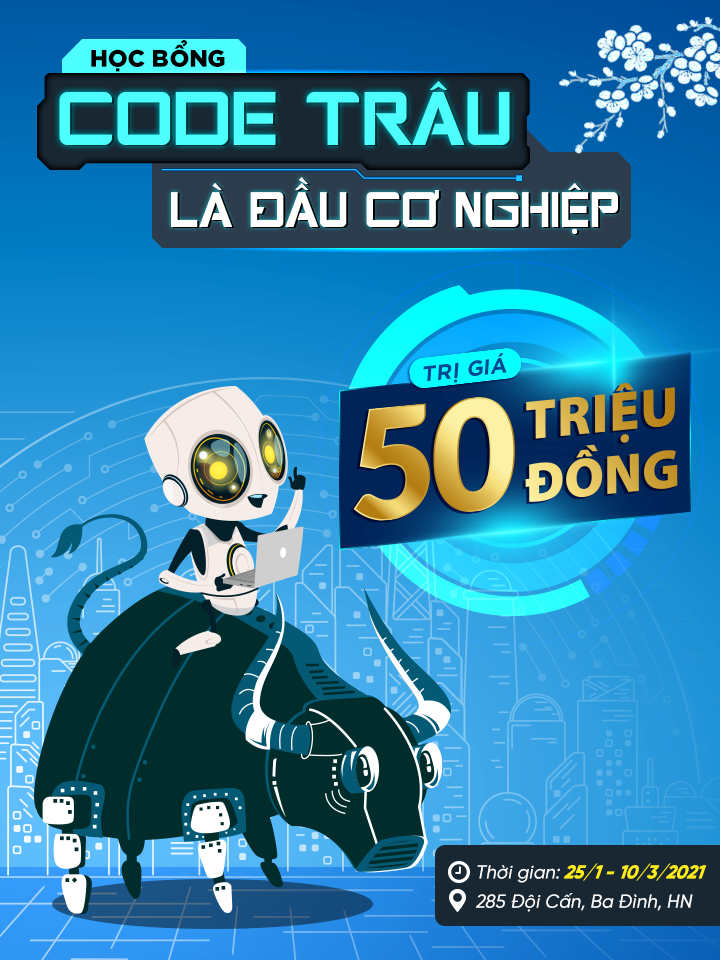 HỌC BỔNG
CODE TRÂU
LÀ ĐẦU CƠ NGHIỆP
TRỊ GIÁ
50 TRIỆU
ĐỒNG
Thời gian: 25/1 - 10/3/2021
285 Đội Cấn, Ba Đình, HN